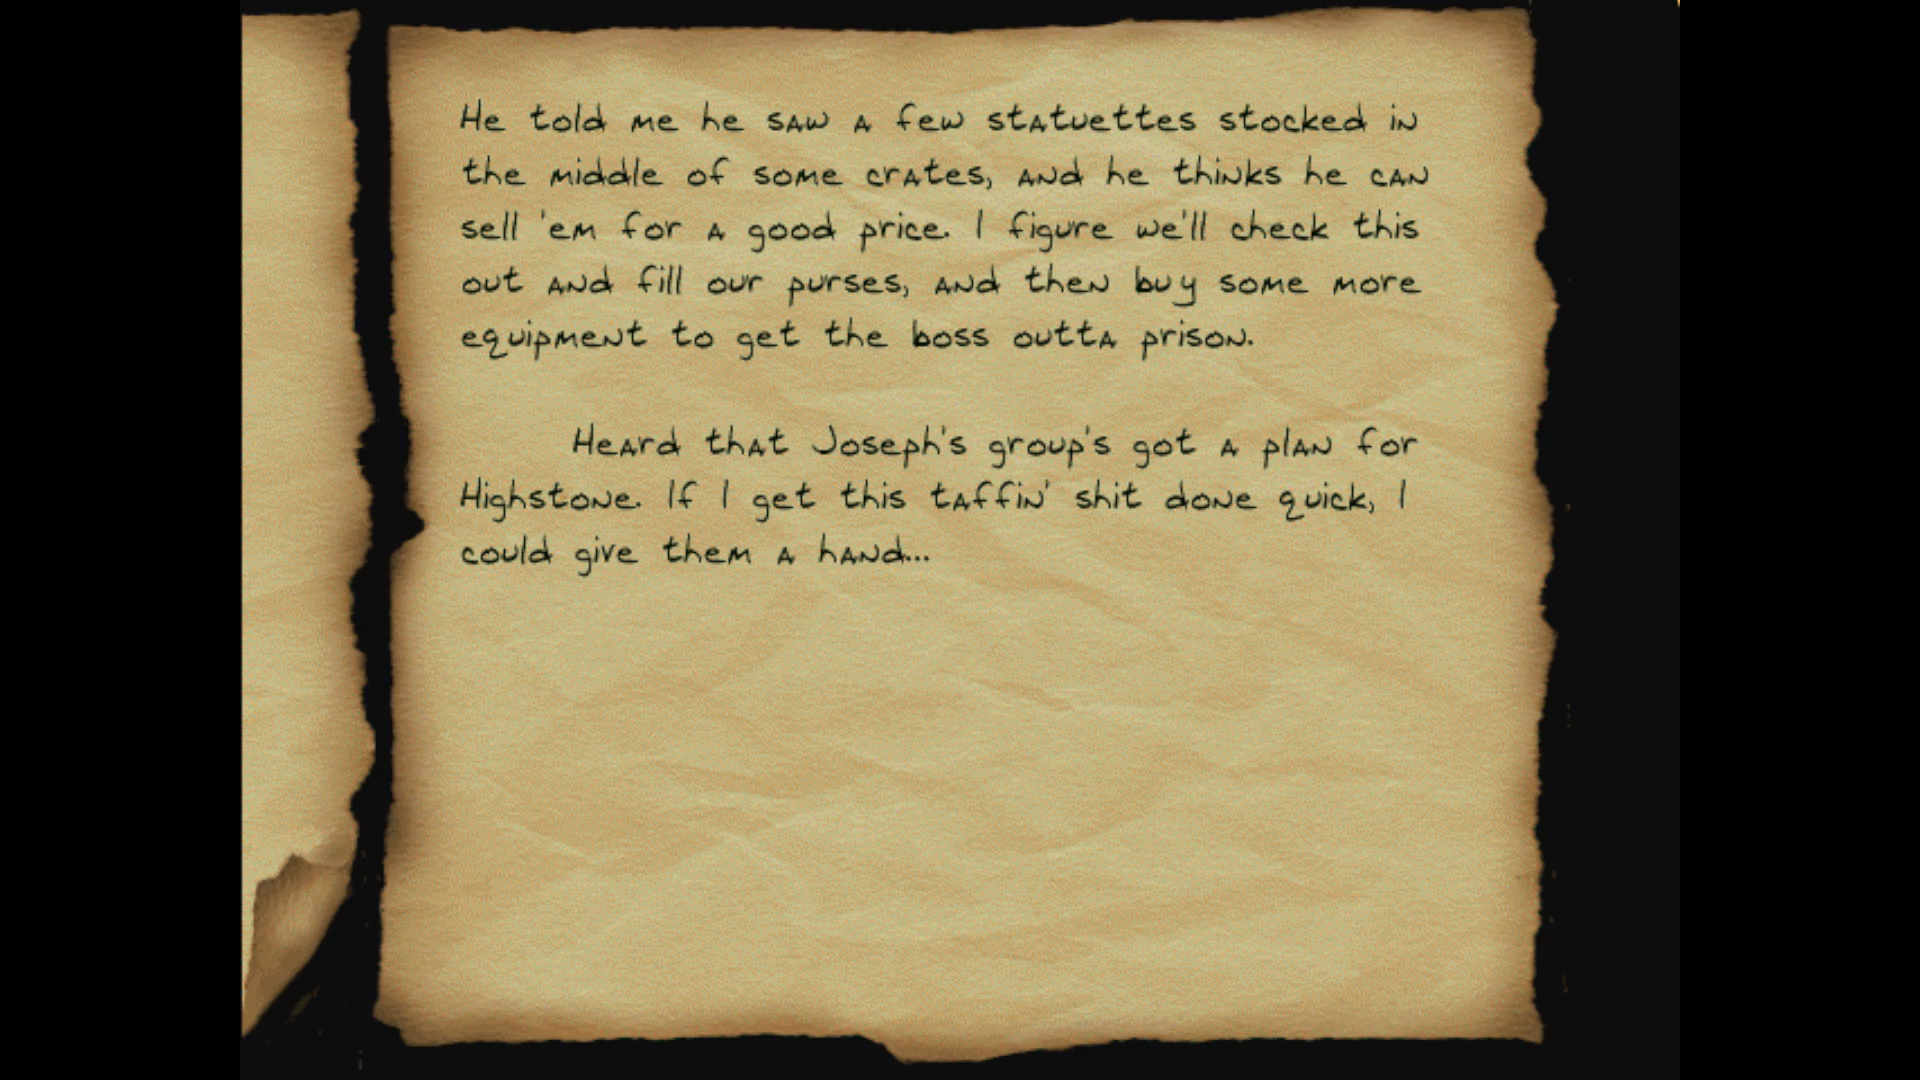 He told me he saw a few statuettes stocked in
the middle of some crates, and he thinks he can
sell 'em for a good price. I figure we'll check this
out and fill our purses, and then buy some more
equipment to get the boss outta prison.
Heard that Joseph's group's got a plan for
Highstone. If I get this taffin' shit done quick, I
could give them a hand...